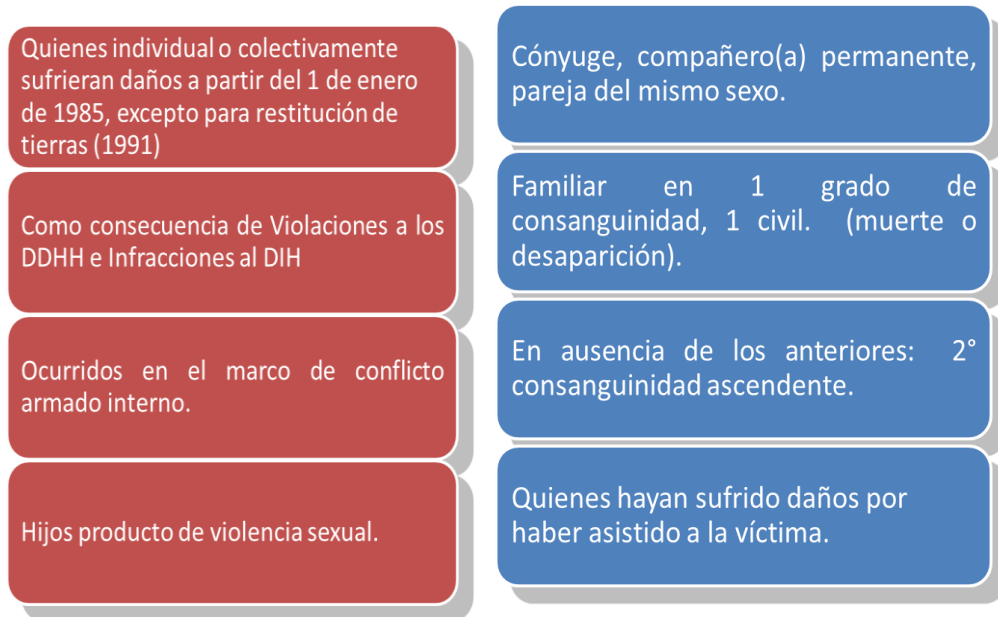 Quienes individual o colectivamente
sufrieran daños a partir del 1 de enero
de 1985, excepto para restitución de
tierras (1991)
Como consecuencia de Violaciones a los
DDHH e Infracciones al DIH
Ocurridos en el marco de conflicto
armado interno.
Hijos producto de violencia sexual.
Cónyuge, compañero(a) permanente,
pareja del mismo sexo.
Familiar en 1 grado de
consanguinidad, 1 civil. (muerte o
desaparición).
En ausencia de los anteriores: 2°
consanguinidad ascendente.
Quienes hayan sufrido daños por
haber asistido a la víctima.